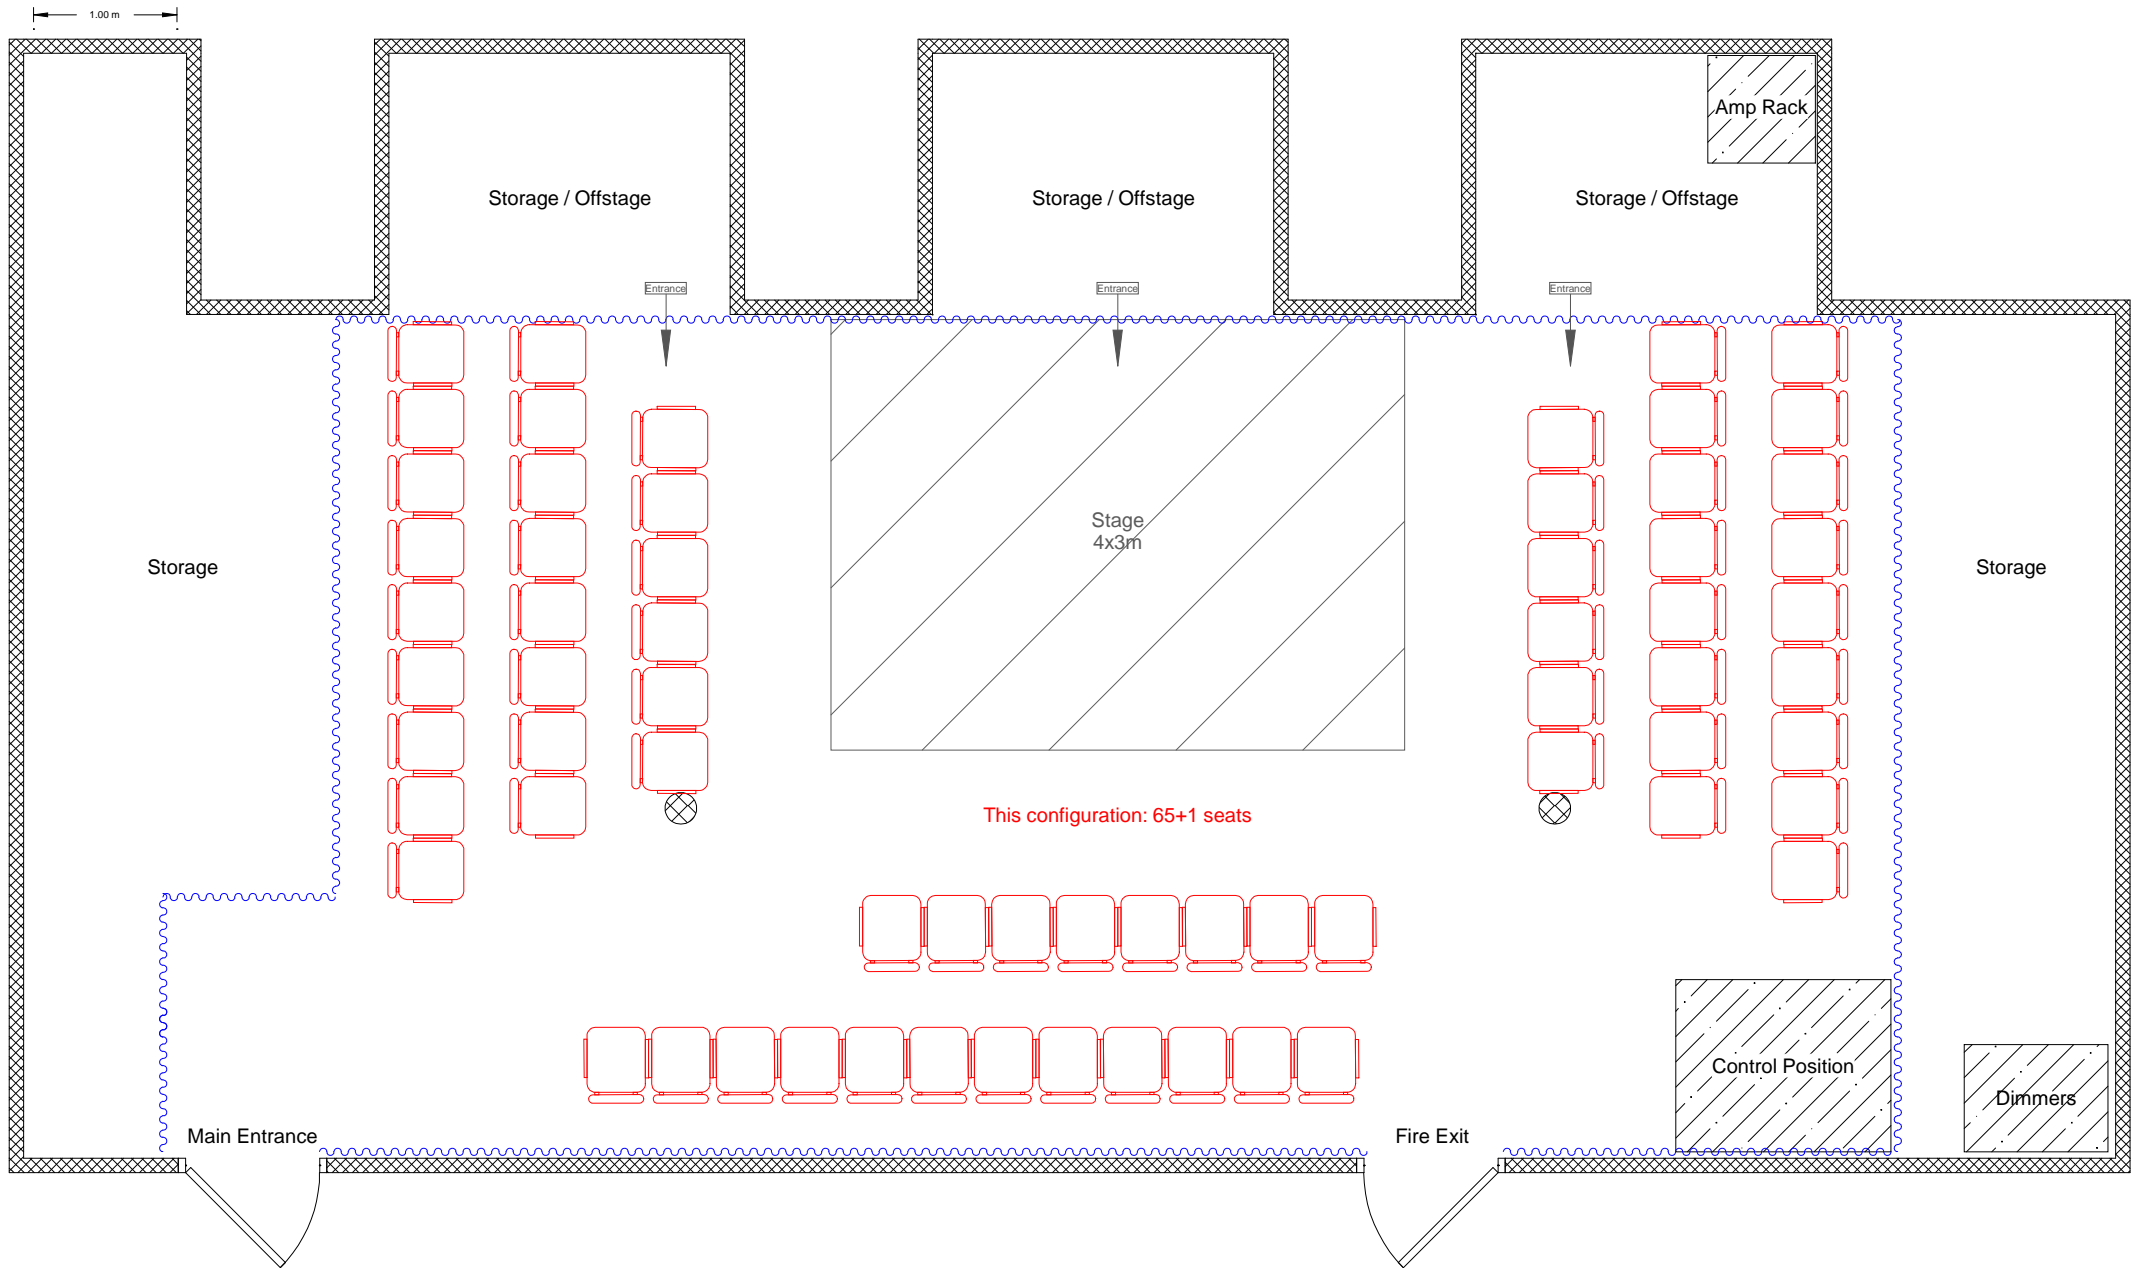 1.00 m
Amp Rack
Storage / Offstage
Storage / Offstage
Storage / Offstage
Entrance
Entrance
Entrance
Stage
4x3m
Storage
Storage
This configuration: 65+1 seats
Control Position
Dimmers
Main Entrance
Fire Exit